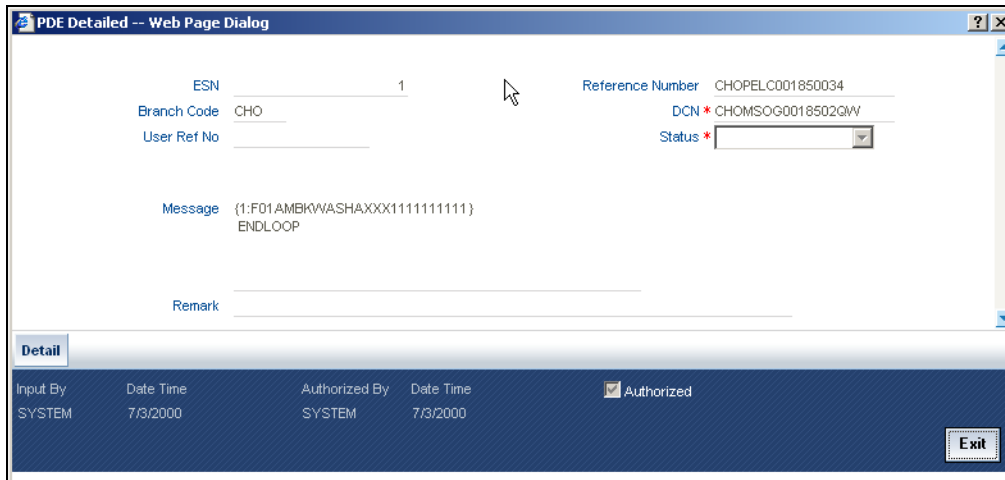 PDE Detailed -- Web Page Dialog
ESN 1 Reference Number CHOPELC001850034
Branch Code CHO DCN * CHOMSOG0018502QW
User Ref No Status *
Message {1:F01AMBKWASHAXXX1111111111}
ENDLOOP
Remark
Detail
Input By Date Time Authorized By Date Time Authorized
SYSTEM 7/3/2000 SYSTEM 7/3/2000
Exit